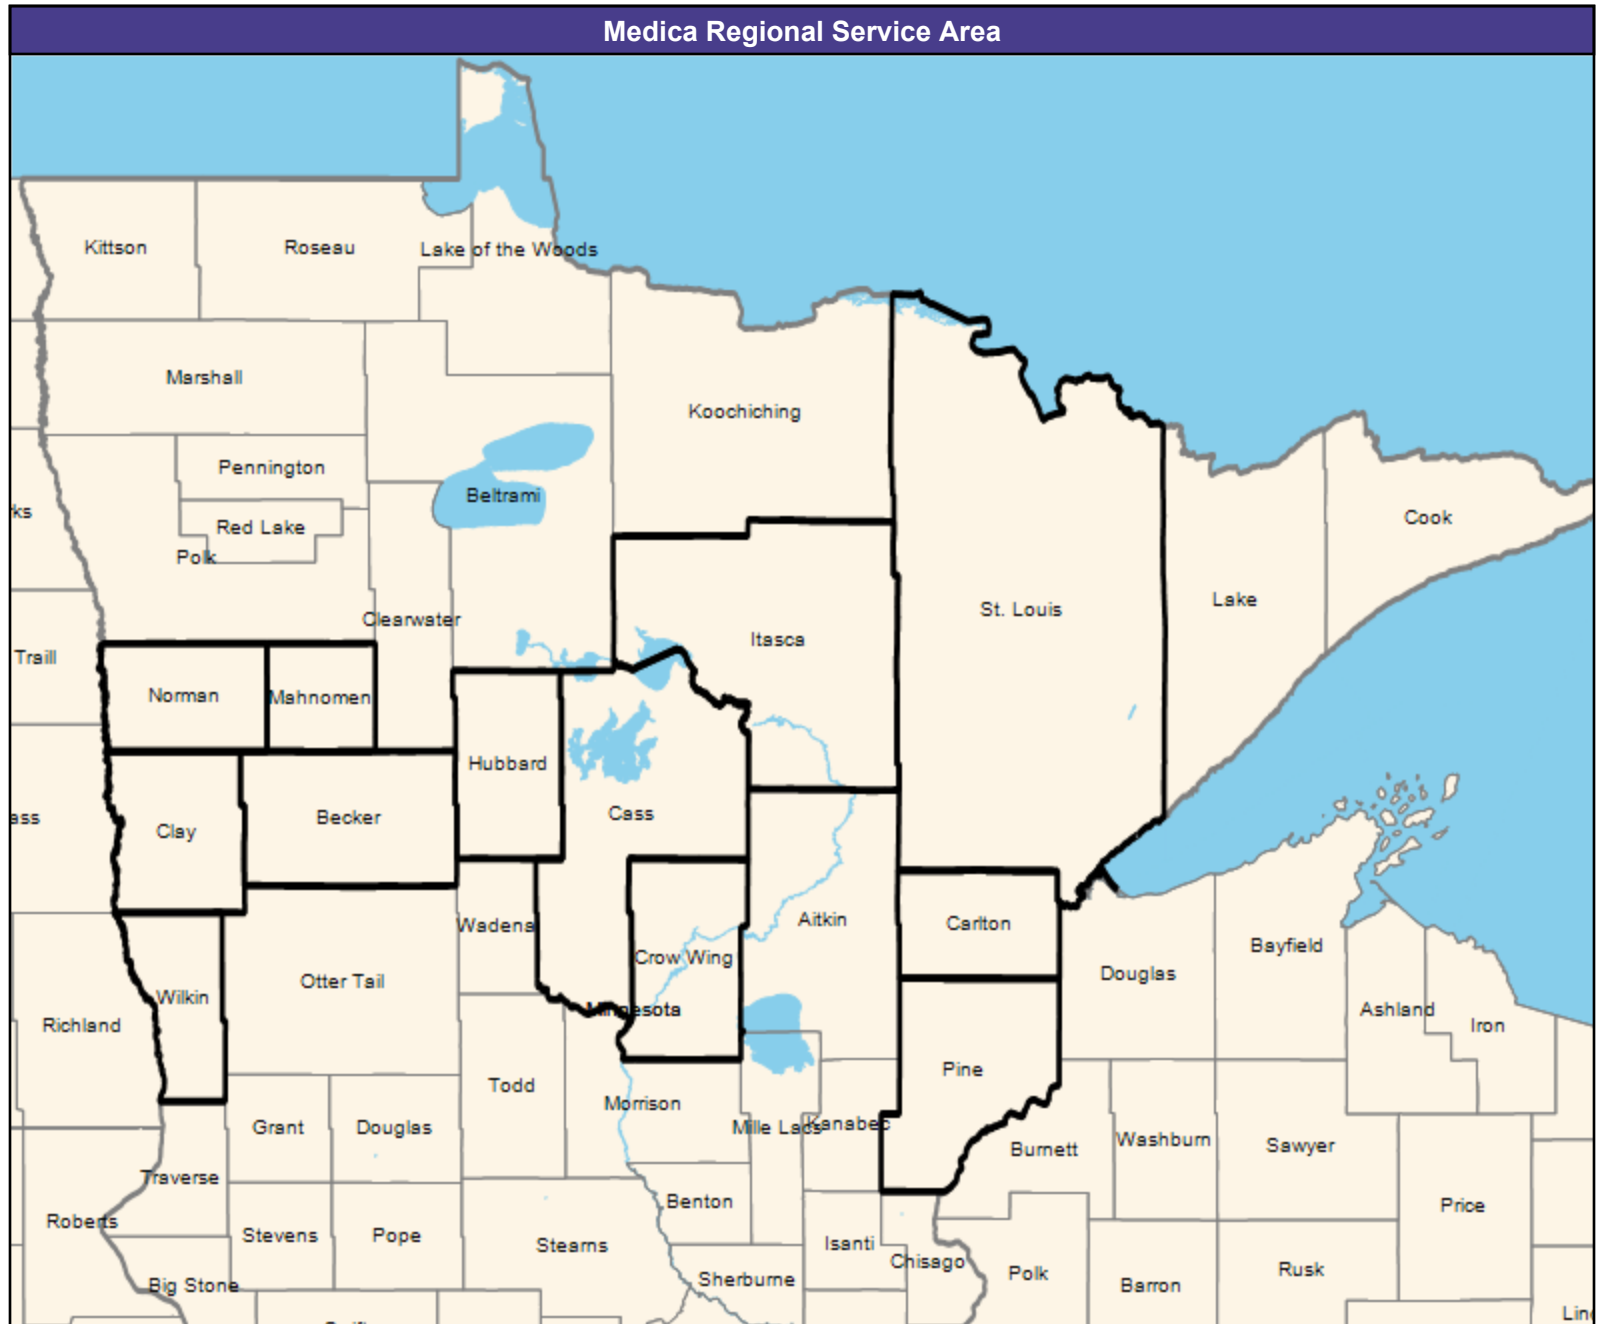 Medica Regional Service Area
Kittson
Roseau
Lake of the Woods
Marshall
Koochiching
Pennington
Beltrami
ks
Red Lake
Cook
Polk
Lake
St. Louis
Clearwater
Itasca
Traill
Norman
Mahnomen
Hubbard
Cass
ass
Clay
Becker
Aitkin
Carlton
Wadena
Bayfield
Crow Wing
Douglas
Otter Tail
Wilkin
Minnesota
Ashland
Richland
Iron
Pine
Todd
Morrison
Grant
Douglas
Mille Lacs
Kanabec
Washburn
Burnett
Sawyer
Traverse
Benton
Price
Roberts
Stevens
Pope
Stearns
Isanti
Chisago
Polk
Rusk
Big Stone
Sherburne
Barron